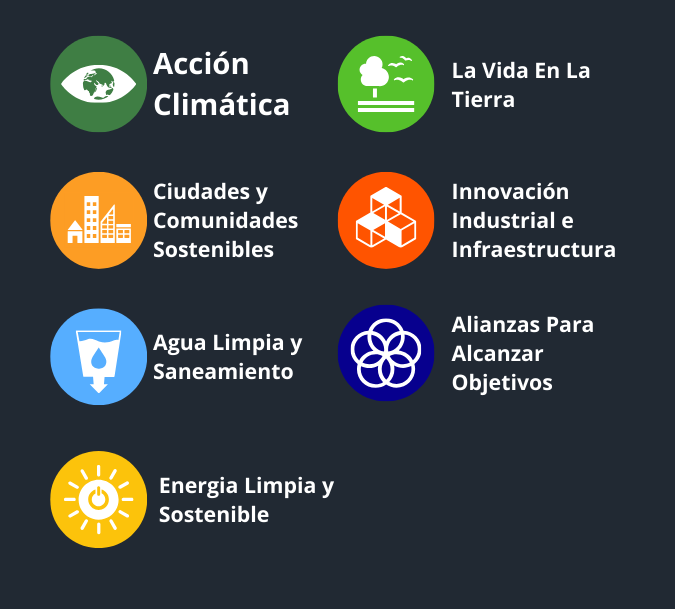 Acción
Climática
La Vida En La
Tierra
Ciudades y
Comunidades
Sostenibles
Innovación
Industrial e
Infraestructura
Agua Limpia y
Saneamiento
Alianzas Para
Alcanzar
Objetivos
Energia Limpia y
Sostenible